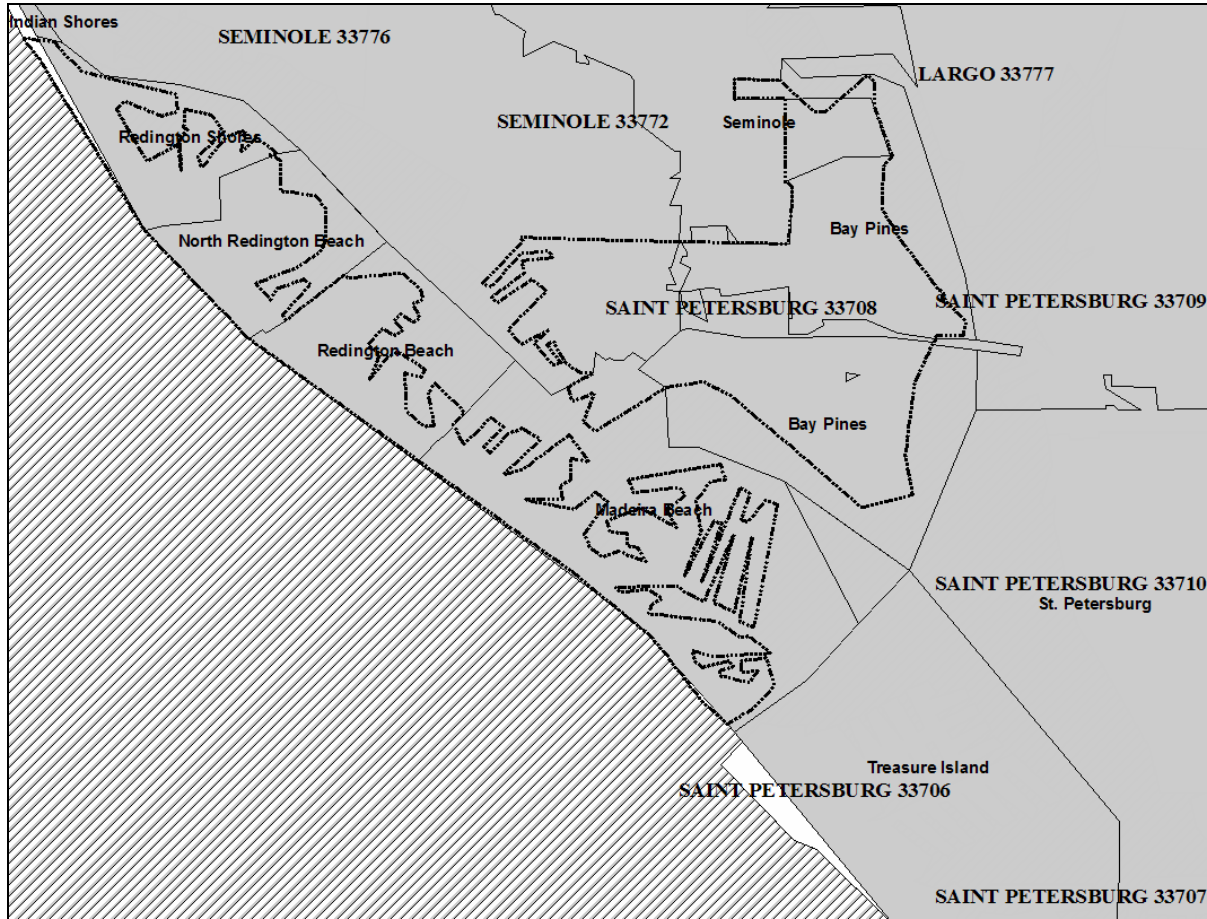 Indian Shores
SEMINOLE 33776
LARGO 33777
SEMINOLE 33772
Seminole
Redington Shores
North Redington Beach
Bay Pines
SAINT PETERSBURG 33708
SAINT PETERSBURG 33709
Redington Beach
Bay Pines
Madeira Beach
SAINT PETERSBURG 33710
St. Petersburg
Treasure Island
SAINT PETERSBURG 33706
SAINT PETERSBURG 33707